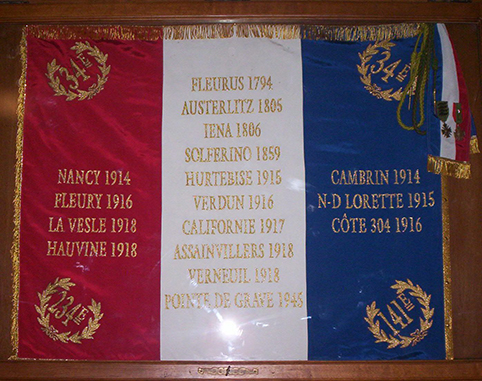 34E
34E
FLEURUS 1794
AUSTERLITZ 1805
IENA 1806
SOLFERINO 1859
HURTEBISE 1915
VERDUN 1916
CALIFORNIE 1917
ASSAINVILLERS 1918
VERNEUIL 1918
POINTE DE GRAVE 1945
NANCY 1914
FLEURY 1916
LA VESLE 1918
HAUVINE 1918
CAMBRIN 1914
N-D LORETTE 1915
CÔTE 304 1916
234E
141E